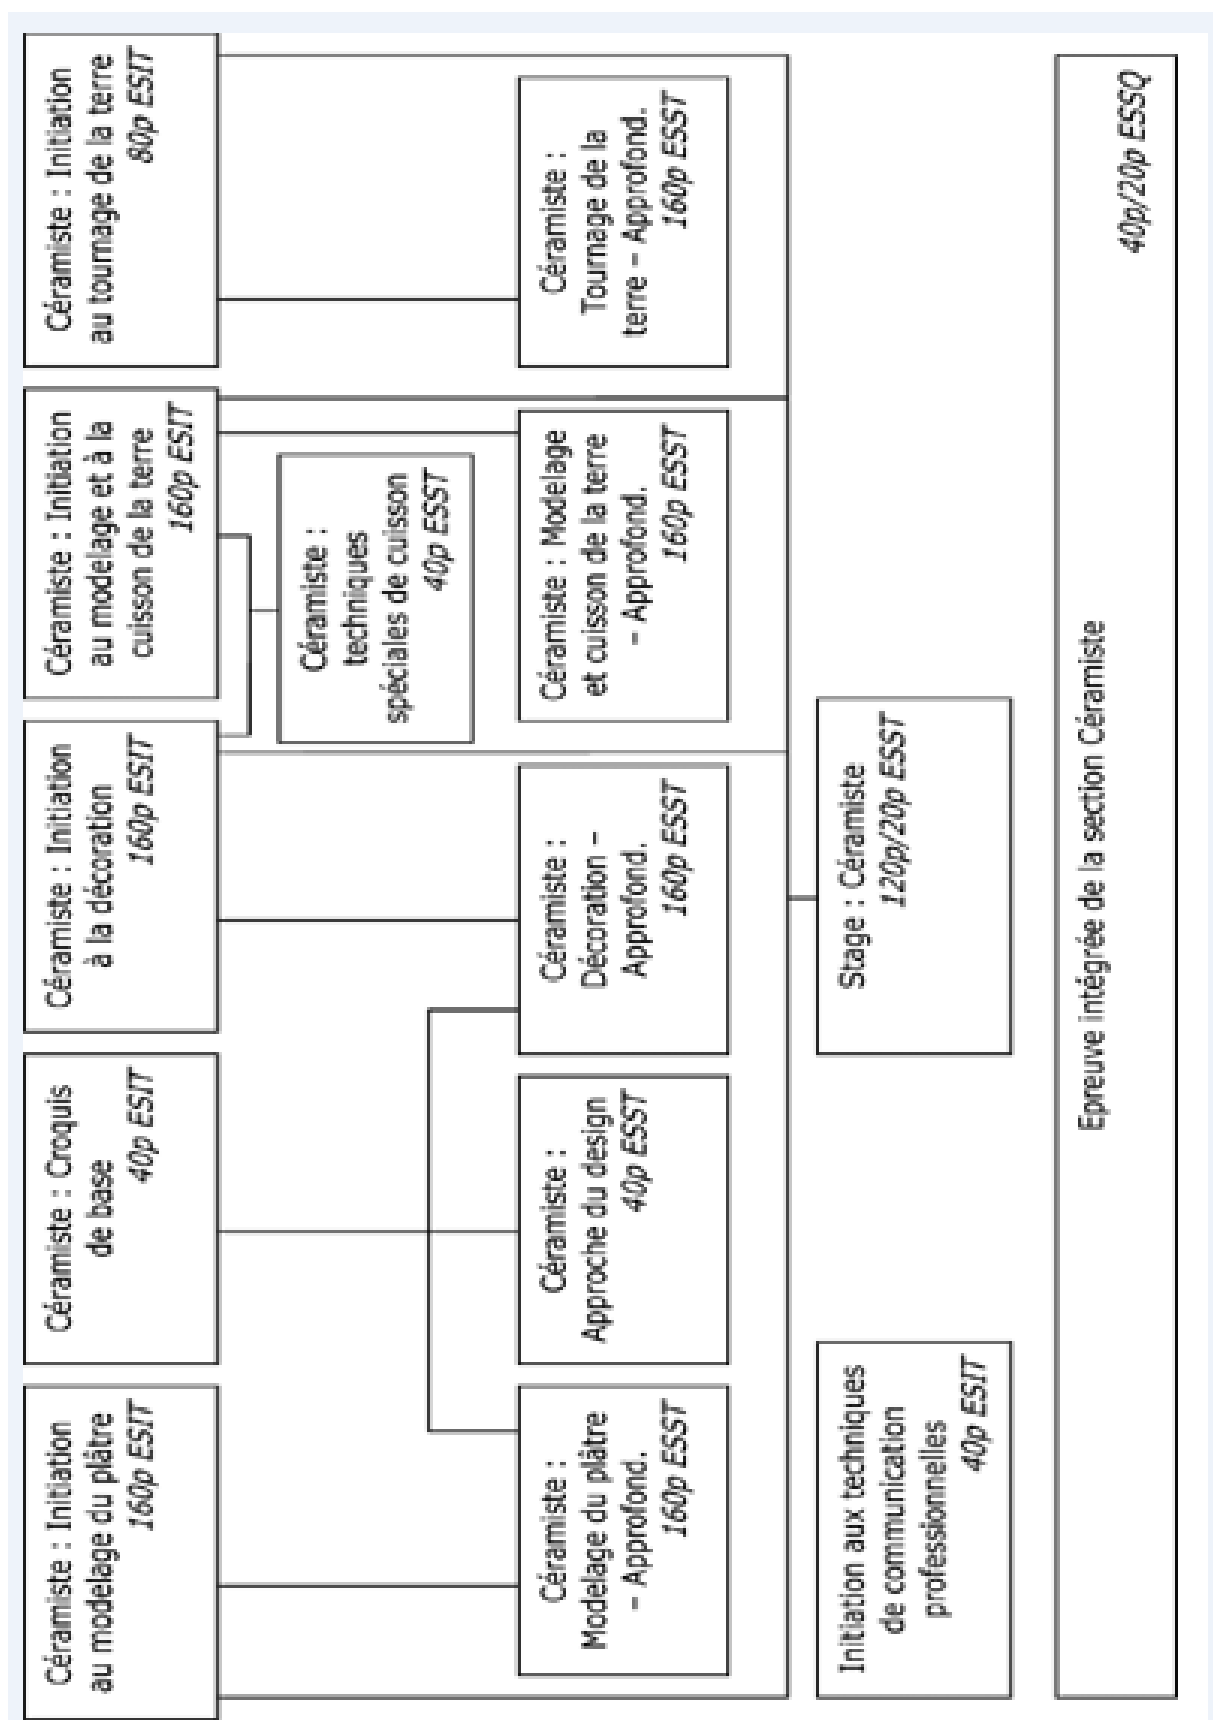 Céramiste : Initiation
au modelage du plâtre
160p ESIT
Céramiste : Croquis
de base
40p ESIT
Céramiste : Initiation
à la décoration
160p ESIT
Céramiste : Initiation
au modelage et à la
cuisson de la terre
160p ESIT
Céramiste : Initiation
au tournage de la terre
80p ESIT
Céramiste :
techniques
spéciales de cuisson
40p ESST
Céramiste :
Modelage du plâtre
– Approfond.
160p ESST
Céramiste :
Approche du design
40p ESST
Céramiste :
Décoration –
Approfond.
160p ESST
Céramiste : Modelage
et cuisson de la terre
– Approfond.
160p ESST
Céramiste :
Tournage de la
terre – Approfond.
160p ESST
Initiation aux techniques
de communication
professionnelles
40p ESIT
Stage : Céramiste
120p/20p ESST
Epreuve intégrée de la section Céramiste
40p/20p ESSQ